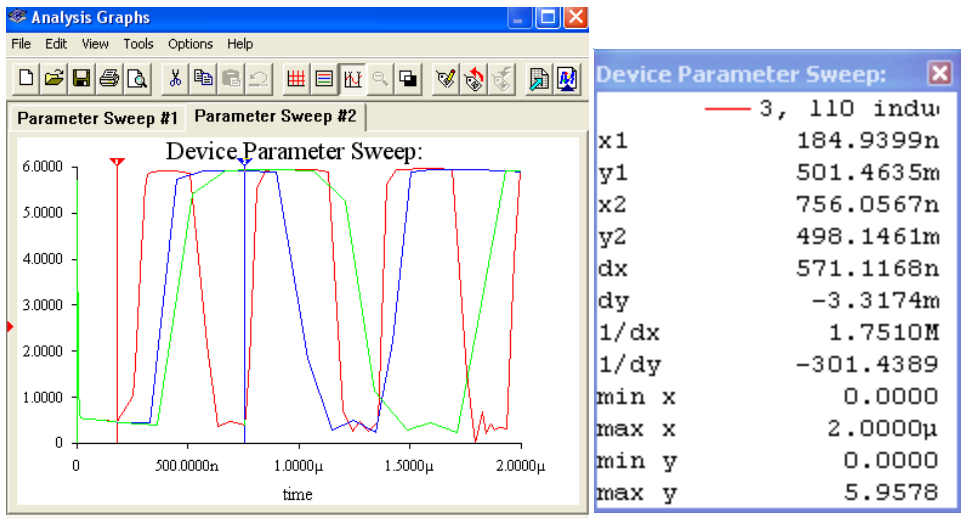 Analysis Graphs
File Edit View Tools Options Help
Parameter Sweep #1 Parameter Sweep #2
Device Parameter Sweep:
6.0000
5.0000
4.0000
3.0000
2.0000
1.0000
0
0 500.0000n 1.0000µ 1.5000µ 2.0000µ
time
Device Parameter Sweep:
3, 110 indu
x1 184.9399n
y1 501.4635m
x2 756.0567n
y2 498.1461m
dx 571.1168n
dy -3.3174m
1/dx 1.7510M
1/dy -301.4389
min x 0.0000
max x 2.0000µ
min y 0.0000
max y 5.9578